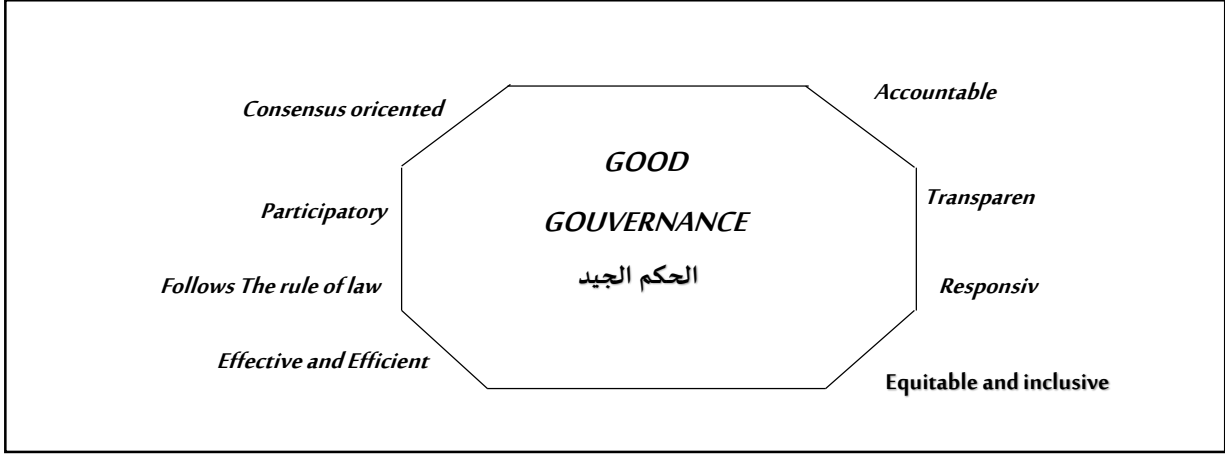 Consensus oricented
Accountable
GOOD
GOUVERNANCE
الحكم الجيد
Participatory
Transparen
Follows The rule of law
Responsiv
Effective and Efficient
Equitable and inclusive